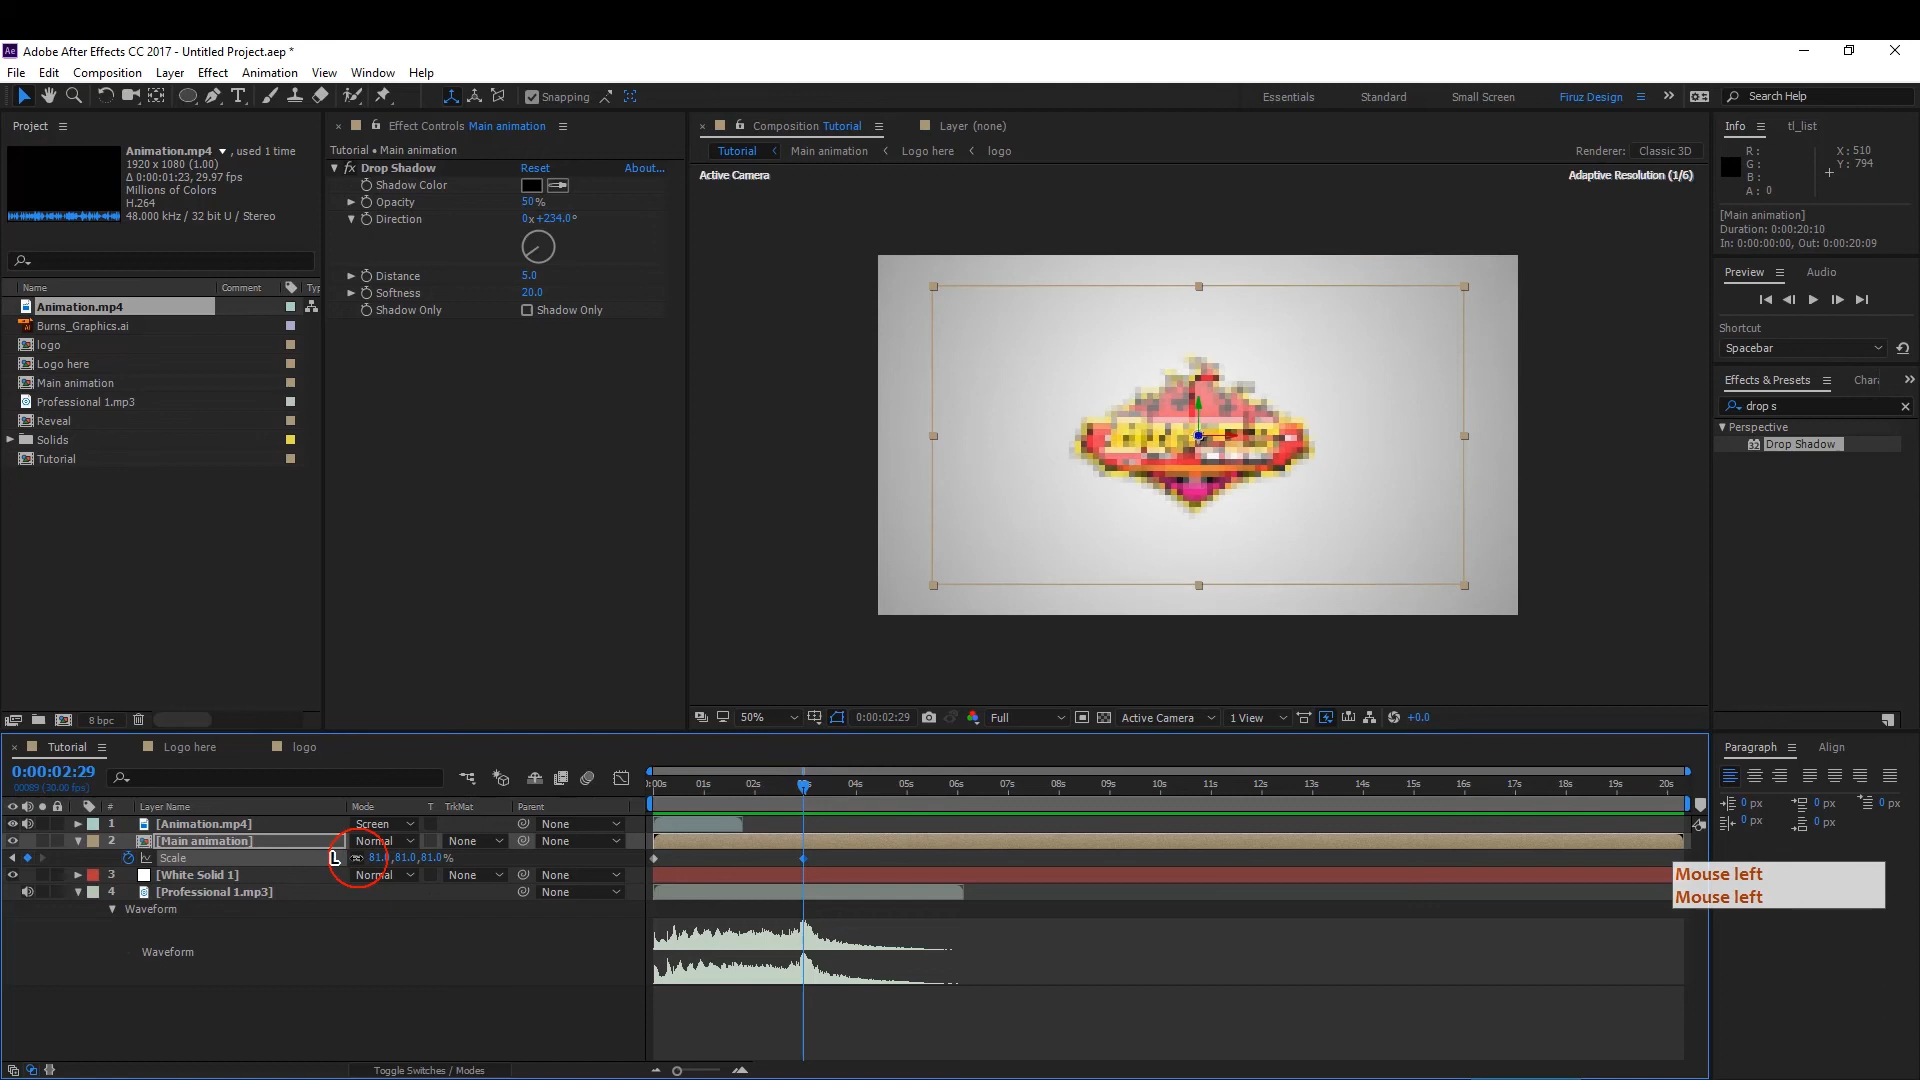 Adobe After Effects CC 2017 - Untitled Project.aep *
File Edit Composition Layer Effect Animation View Window Help
Snapping
Essentials Standard Small Screen Firuz Design Search Help
Project
Animation.mp4 , used 1 time
1920 x 1080 (1.00)
Δ 0:00:01:23, 29.97 fps
Millions of Colors
H.264
48.000 kHz / 32 bit U / Stereo
Name Comment Typ
Animation.mp4
Burns_Graphics.ai
logo
Logo here
Main animation
Professional 1.mp3
Reveal
Solids
Tutorial
8 bpc
Effect Controls Main animation
Tutorial • Main animation
fx Drop Shadow Reset About...
Shadow Color
Opacity 50%
Direction 0x+234.0°
Distance 5.0
Softness 20.0
Shadow Only Shadow Only
Composition Tutorial Layer (none)
Tutorial Main animation Logo here logo Renderer: Classic 3D
Active Camera Adaptive Resolution (1/6)
50% 0:00:02:29 Full Active Camera 1 View +0.0
Info tl_list
R :
G :
B :
A : 0
X : 510
Y : 794
[Main animation]
Duration: 0:00:20:10
In: 0:00:00:00, Out: 0:00:20:09
Preview Audio
Shortcut
Spacebar
Effects & Presets Chara
drop s
Perspective
32 Drop Shadow
Tutorial Logo here logo
0:00:02:29
00089 (30.00 fps)
# Layer Name Mode T TrkMat Parent
:00s 01s 02s 04s 05s 06s 07s 08s 09s 10s 11s 12s 13s 14s 15s 16s 17s 18s 19s 20s
1 [Animation.mp4] Screen None
2 [Main animation] Normal None None
Scale 81.0,81.0,81.0%
3 [White Solid 1] Normal None None
4 [Professional 1.mp3] None
Waveform
Waveform
Toggle Switches / Modes
Paragraph Align
0 px 0 px 0 px
0 px 0 px
Mouse left
Mouse left